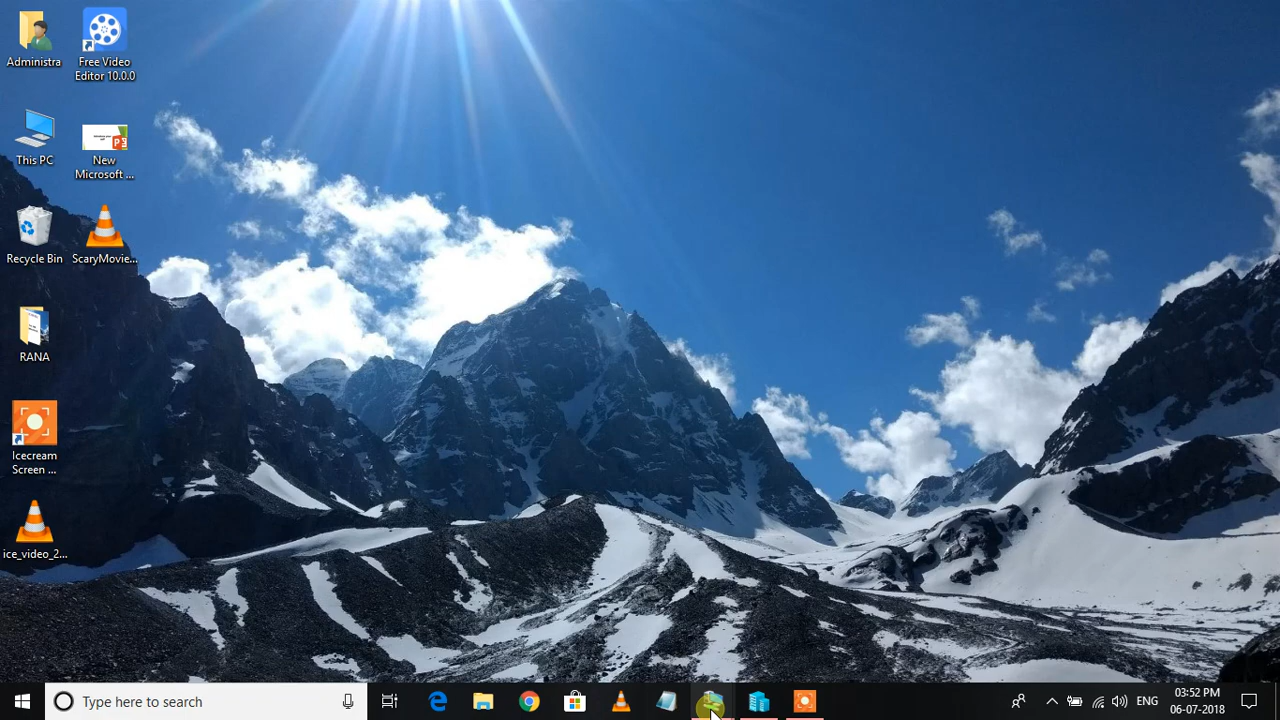 Administra
Free Video
Editor 10.0.0
This PC
New
Microsoft ...
Recycle Bin
ScaryMovie...
RANA
Icecream
Screen ...
ice_video_2...
Type here to search
ENG
03:52 PM
06-07-2018